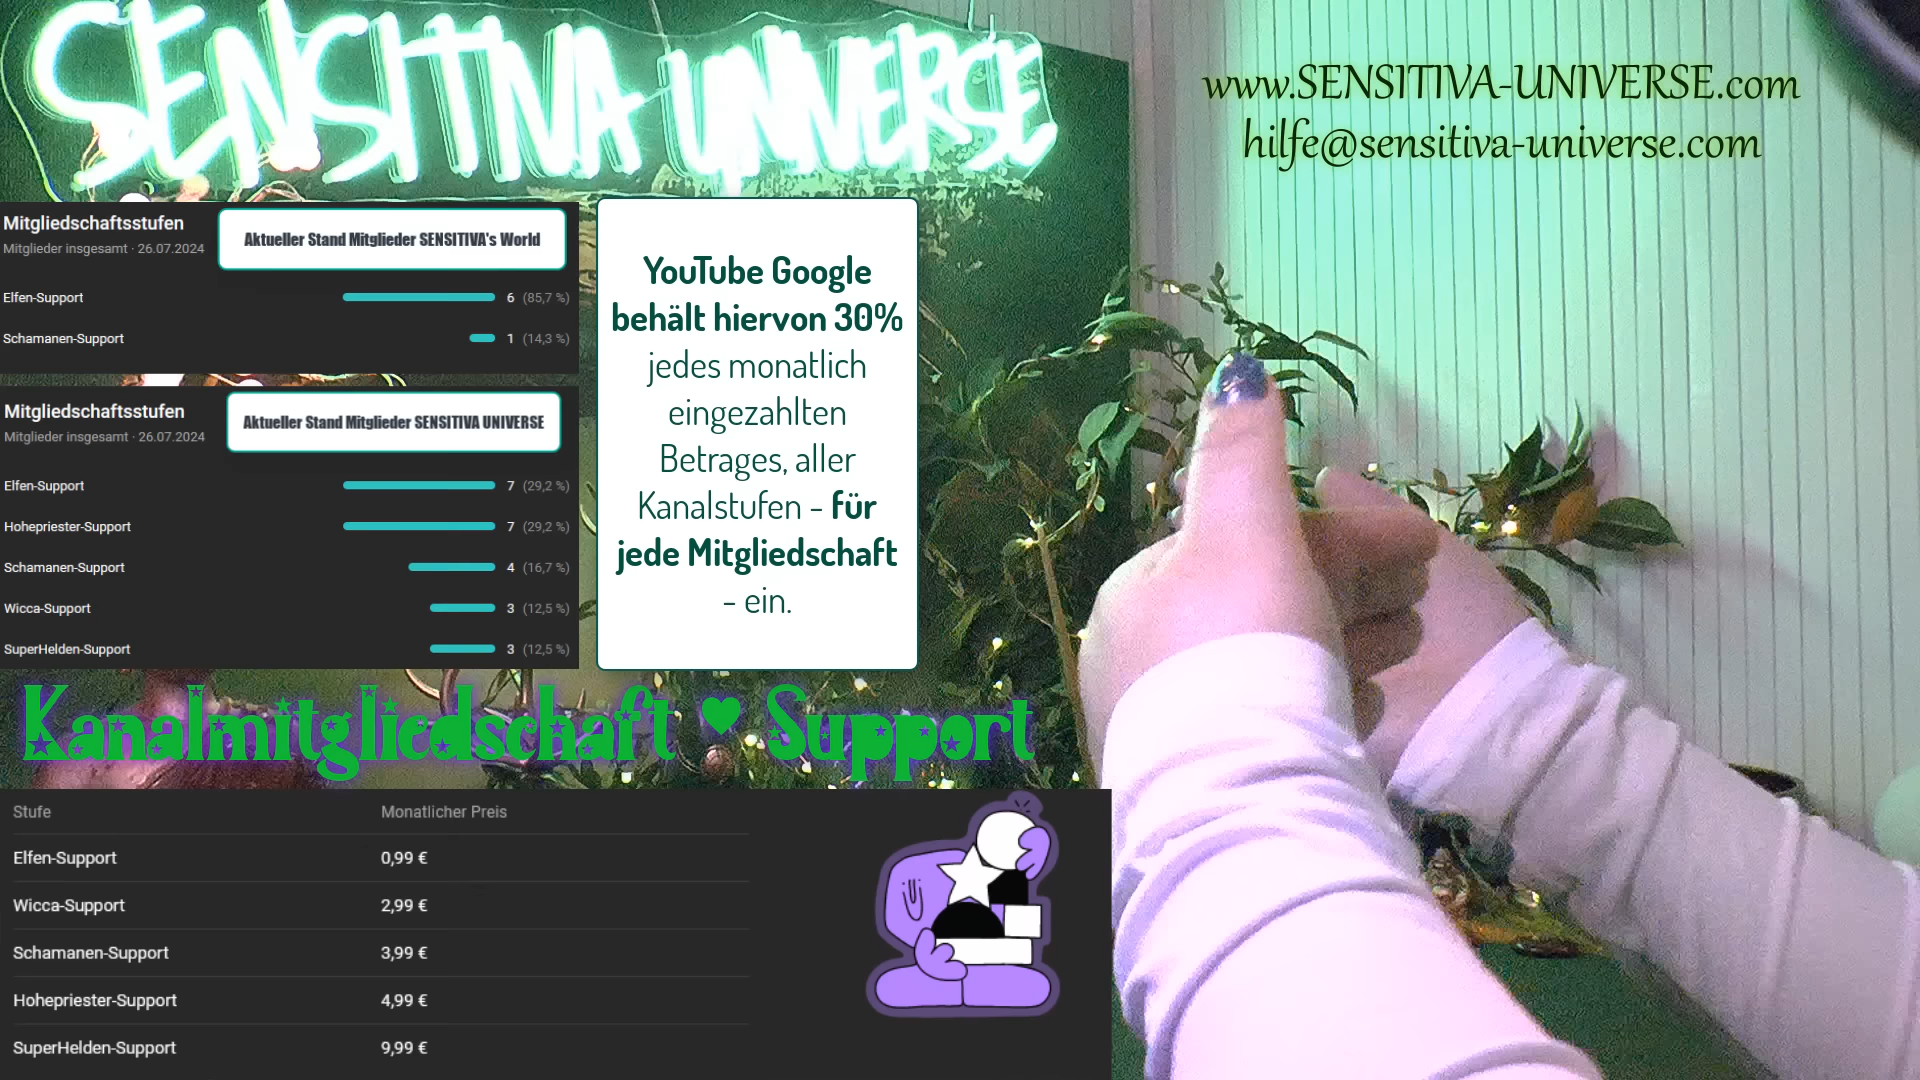 SENSITIVA UNIVERSE
www.SENSITIVA-UNIVERSE.com
hilfe@sensitiva-universe.com
Mitgliedschaftsstufen
Mitglieder insgesamt · 26.07.2024
Aktueller Stand Mitglieder SENSITIVA's World
Elfen-Support 6 (85,7 %)
Schamanen-Support 1 (14,3 %)
Mitgliedschaftsstufen
Mitglieder insgesamt · 26.07.2024
Aktueller Stand Mitglieder SENSITIVA UNIVERSE
Elfen-Support 7 (29,2 %)
Hohepriester-Support 7 (29,2 %)
Schamanen-Support 4 (16,7 %)
Wicca-Support 3 (12,5 %)
SuperHelden-Support 3 (12,5 %)
YouTube Google
behält hiervon 30%
jedes monatlich
eingezahlten
Betrages, aller
Kanalstufen - für
jede Mitgliedschaft
- ein.
Kanalmitgliedschaft ♥ Support
Stufe Monatlicher Preis
Elfen-Support 0,99 €
Wicca-Support 2,99 €
Schamanen-Support 3,99 €
Hohepriester-Support 4,99 €
SuperHelden-Support 9,99 €